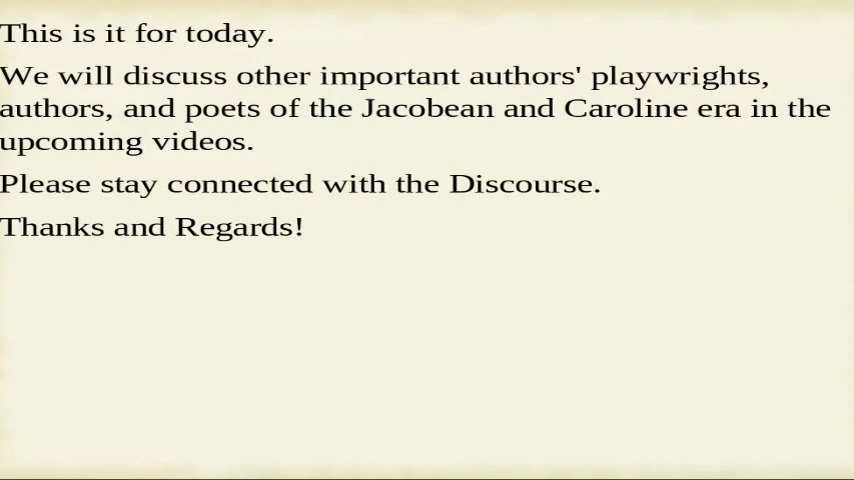 This is it for today.
We will discuss other important authors' playwrights,
authors, and poets of the Jacobean and Caroline era in the
upcoming videos.
Please stay connected with the Discourse.
Thanks and Regards!